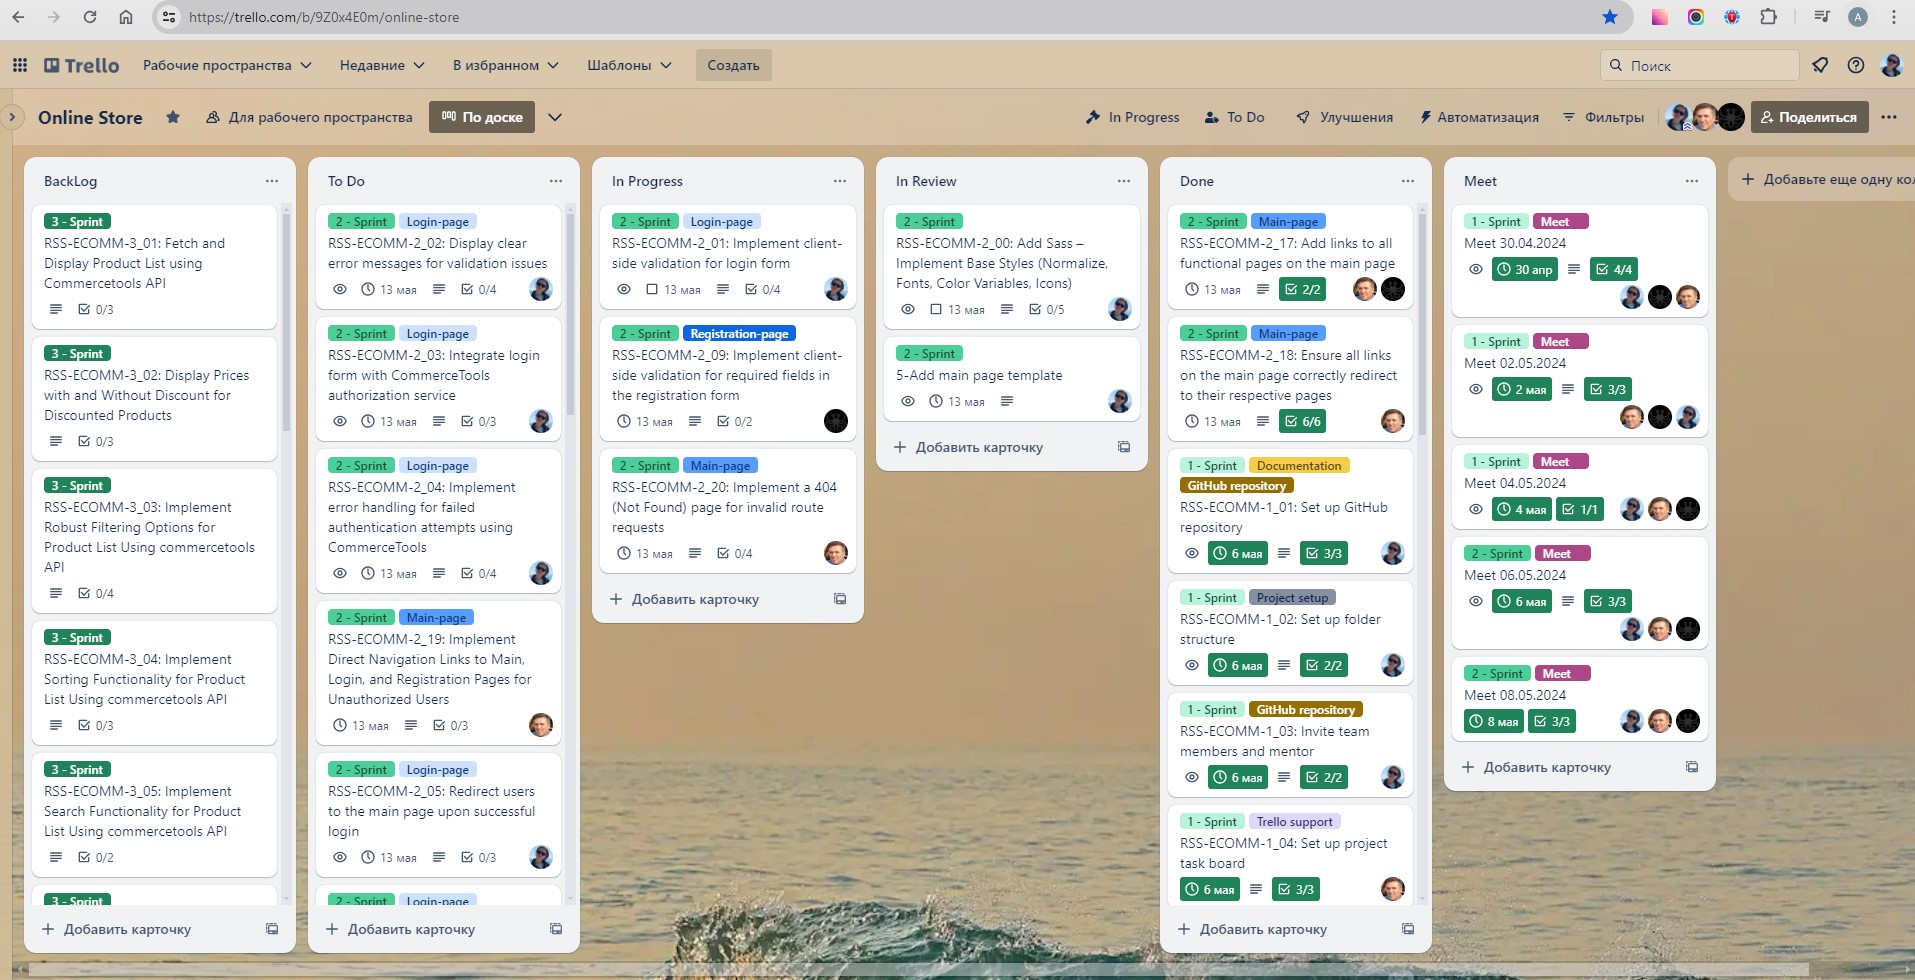 https://trello.com/b/9Z0x4E0m/online-store
A
Trello
Рабочие пространства
Недавние
В избранном
Шаблоны
Создать
Поиск
Online Store
Для рабочего пространства
По доске
In Progress
To Do
Улучшения
Автоматизация
Фильтры
Поделиться
BackLog
3 - Sprint
RSS-ECOMM-3_01: Fetch and
Display Product List using
Commercetools API
0/3
3 - Sprint
RSS-ECOMM-3_02: Display Prices
with and Without Discount for
Discounted Products
0/3
3 - Sprint
RSS-ECOMM-3_03: Implement
Robust Filtering Options for
Product List Using commercetools
API
0/4
3 - Sprint
RSS-ECOMM-3_04: Implement
Sorting Functionality for Product
List Using commercetools API
0/3
3 - Sprint
RSS-ECOMM-3_05: Implement
Search Functionality for Product
List Using commercetools API
0/2
3 - Sprint
Добавить карточку
To Do
2 - Sprint Login-page
RSS-ECOMM-2_02: Display clear
error messages for validation issues
13 мая 0/4
2 - Sprint Login-page
RSS-ECOMM-2_03: Integrate login
form with CommerceTools
authorization service
13 мая 0/3
2 - Sprint Login-page
RSS-ECOMM-2_04: Implement
error handling for failed
authentication attempts using
CommerceTools
13 мая 0/4
2 - Sprint Main-page
RSS-ECOMM-2_19: Implement
Direct Navigation Links to Main,
Login, and Registration Pages for
Unauthorized Users
13 мая 0/3
2 - Sprint Login-page
RSS-ECOMM-2_05: Redirect users
to the main page upon successful
login
13 мая 0/3
2 - Sprint Login-page
Добавить карточку
In Progress
2 - Sprint Login-page
RSS-ECOMM-2_01: Implement client-
side validation for login form
13 мая 0/4
2 - Sprint Registration-page
RSS-ECOMM-2_09: Implement client-
side validation for required fields in
the registration form
13 мая 0/2
2 - Sprint Main-page
RSS-ECOMM-2_20: Implement a 404
(Not Found) page for invalid route
requests
13 мая 0/4
Добавить карточку
In Review
2 - Sprint
RSS-ECOMM-2_00: Add Sass –
Implement Base Styles (Normalize,
Fonts, Color Variables, Icons)
13 мая 0/5
2 - Sprint
5-Add main page template
13 мая
Добавить карточку
Done
2 - Sprint Main-page
RSS-ECOMM-2_17: Add links to all
functional pages on the main page
13 мая 2/2
2 - Sprint Main-page
RSS-ECOMM-2_18: Ensure all links
on the main page correctly redirect
to their respective pages
13 мая 6/6
1 - Sprint Documentation
GitHub repository
RSS-ECOMM-1_01: Set up GitHub
repository
6 мая 3/3
1 - Sprint Project setup
RSS-ECOMM-1_02: Set up folder
structure
6 мая 2/2
1 - Sprint GitHub repository
RSS-ECOMM-1_03: Invite team
members and mentor
6 мая 2/2
1 - Sprint Trello support
RSS-ECOMM-1_04: Set up project
task board
6 мая 3/3
Добавить карточку
Meet
1 - Sprint Meet
Meet 30.04.2024
30 апр 4/4
1 - Sprint Meet
Meet 02.05.2024
2 мая 3/3
1 - Sprint Meet
Meet 04.05.2024
4 мая 1/1
2 - Sprint Meet
Meet 06.05.2024
6 мая 3/3
2 - Sprint Meet
Meet 08.05.2024
8 мая 3/3
Добавить карточку
Добавьте еще одну кол